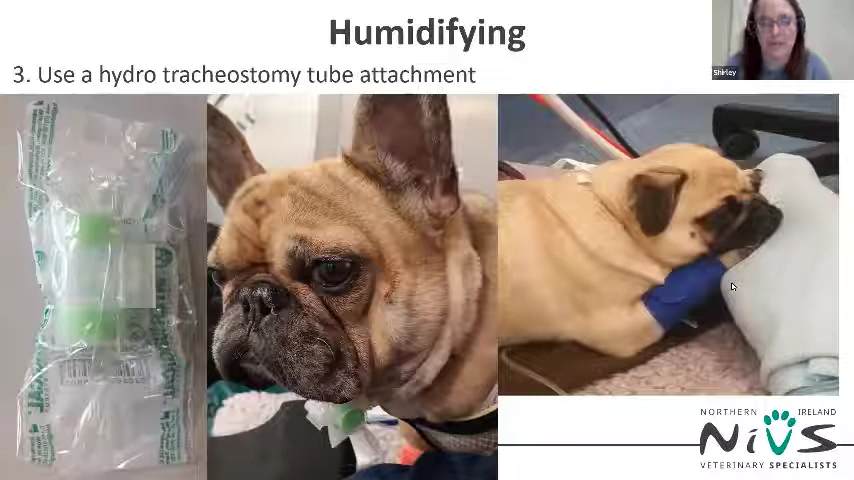 Humidifying
Shirley
3. Use a hydro tracheostomy tube attachment
NORTHERN IRELAND
NiVS
VETERINARY SPECIALISTS